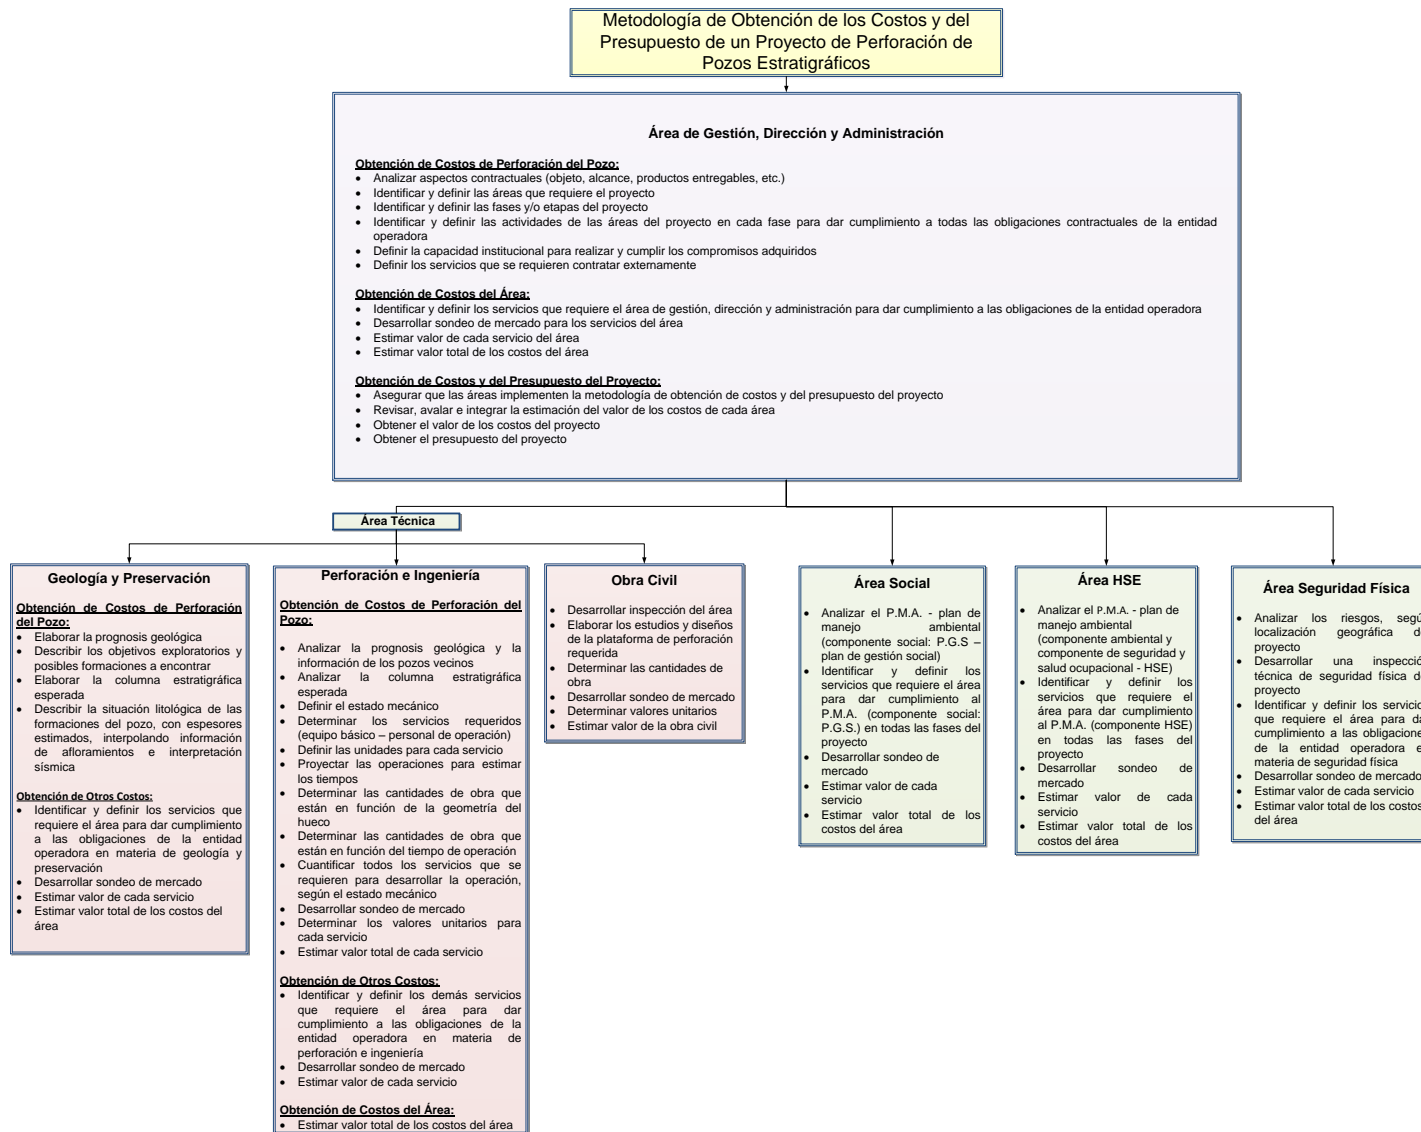 Metodología de Obtención de los Costos y del
Presupuesto de un Proyecto de Perforación de
Pozos Estratigráficos
Área de Gestión, Dirección y Administración
Obtención de Costos de Perforación del Pozo:
• Analizar aspectos contractuales (objeto, alcance, productos entregables, etc.)
• Identificar y definir las áreas que requiere el proyecto
• Identificar y definir las fases y/o etapas del proyecto
• Identificar y definir las actividades de las áreas del proyecto en cada fase para dar cumplimiento a todas las obligaciones contractuales de la entidad
operadora
• Definir la capacidad institucional para realizar y cumplir los compromisos adquiridos
• Definir los servicios que se requieren contratar externamente
Obtención de Costos del Área:
• Identificar y definir los servicios que requiere el área de gestión, dirección y administración para dar cumplimiento a las obligaciones de la entidad operadora
• Desarrollar sondeo de mercado para los servicios del área
• Estimar valor de cada servicio del área
• Estimar valor total de los costos del área
Obtención de Costos y del Presupuesto del Proyecto:
• Asegurar que las áreas implementen la metodología de obtención de costos y del presupuesto del proyecto
• Revisar, avalar e integrar la estimación del valor de los costos de cada área
• Obtener el valor de los costos del proyecto
• Obtener el presupuesto del proyecto
Área Técnica
Geología y Preservación
Obtención de Costos de Perforación
del Pozo:
• Elaborar la prognosis geológica
• Describir los objetivos exploratorios y
posibles formaciones a encontrar
• Elaborar la columna estratigráfica
esperada
• Describir la situación litológica de las
formaciones del pozo, con espesores
estimados, interpolando información
de afloramientos e interpretación
sísmica
Obtención de Otros Costos:
• Identificar y definir los servicios que
requiere el área para dar cumplimiento
a las obligaciones de la entidad
operadora en materia de geología y
preservación
• Desarrollar sondeo de mercado
• Estimar valor de cada servicio
• Estimar valor total de los costos del
área
Perforación e Ingeniería
Obtención de Costos de Perforación del
Pozo:
• Analizar la prognosis geológica y la
información de los pozos vecinos
• Analizar la columna estratigráfica
esperada
• Definir el estado mecánico
• Determinar los servicios requeridos
(equipo básico – personal de operación)
• Definir las unidades para cada servicio
• Proyectar las operaciones para estimar
los tiempos
• Determinar las cantidades de obra que
están en función de la geometría del
hueco
• Determinar las cantidades de obra que
están en función del tiempo de operación
• Cuantificar todos los servicios que se
requieren para desarrollar la operación,
según el estado mecánico
• Desarrollar sondeo de mercado
• Determinar los valores unitarios para
cada servicio
• Estimar valor total de cada servicio
Obtención de Otros Costos:
• Identificar y definir los demás servicios
que requiere el área para dar
cumplimiento a las obligaciones de la
entidad operadora en materia de
perforación e ingeniería
• Desarrollar sondeo de mercado
• Estimar valor de cada servicio
Obtención de Costos del Área:
• Estimar valor total de los costos del área
Obra Civil
• Desarrollar inspección del área
• Elaborar los estudios y diseños
de la plataforma de perforación
requerida
• Determinar las cantidades de
obra
• Desarrollar sondeo de mercado
• Determinar valores unitarios
• Estimar valor de la obra civil
Área Social
• Analizar el P.M.A. - plan de
manejo ambiental
(componente social: P.G.S –
plan de gestión social)
• Identificar y definir los
servicios que requiere el área
para dar cumplimiento al
P.M.A. (componente social:
P.G.S.) en todas las fases del
proyecto
• Desarrollar sondeo de
mercado
• Estimar valor de cada
servicio
• Estimar valor total de los
costos del área
Área HSE
• Analizar el P.M.A. - plan de
manejo ambiental
(componente ambiental y
componente de seguridad y
salud ocupacional - HSE)
• Identificar y definir los
servicios que requiere el
área para dar cumplimiento
al P.M.A. (componente HSE)
en todas las fases del
proyecto
• Desarrollar sondeo de
mercado
• Estimar valor de cada
servicio
• Estimar valor total de los
costos del área
Área Seguridad Física
• Analizar los riesgos,
localización geográfica
proyecto
• Desarrollar una
técnica de seguridad física
proyecto
• Identificar y definir los
que requiere el área para
cumplimiento a las
de la entidad operadora
materia de seguridad física
• Desarrollar sondeo de mercado
• Estimar valor de cada servicio
• Estimar valor total de los costos
del área